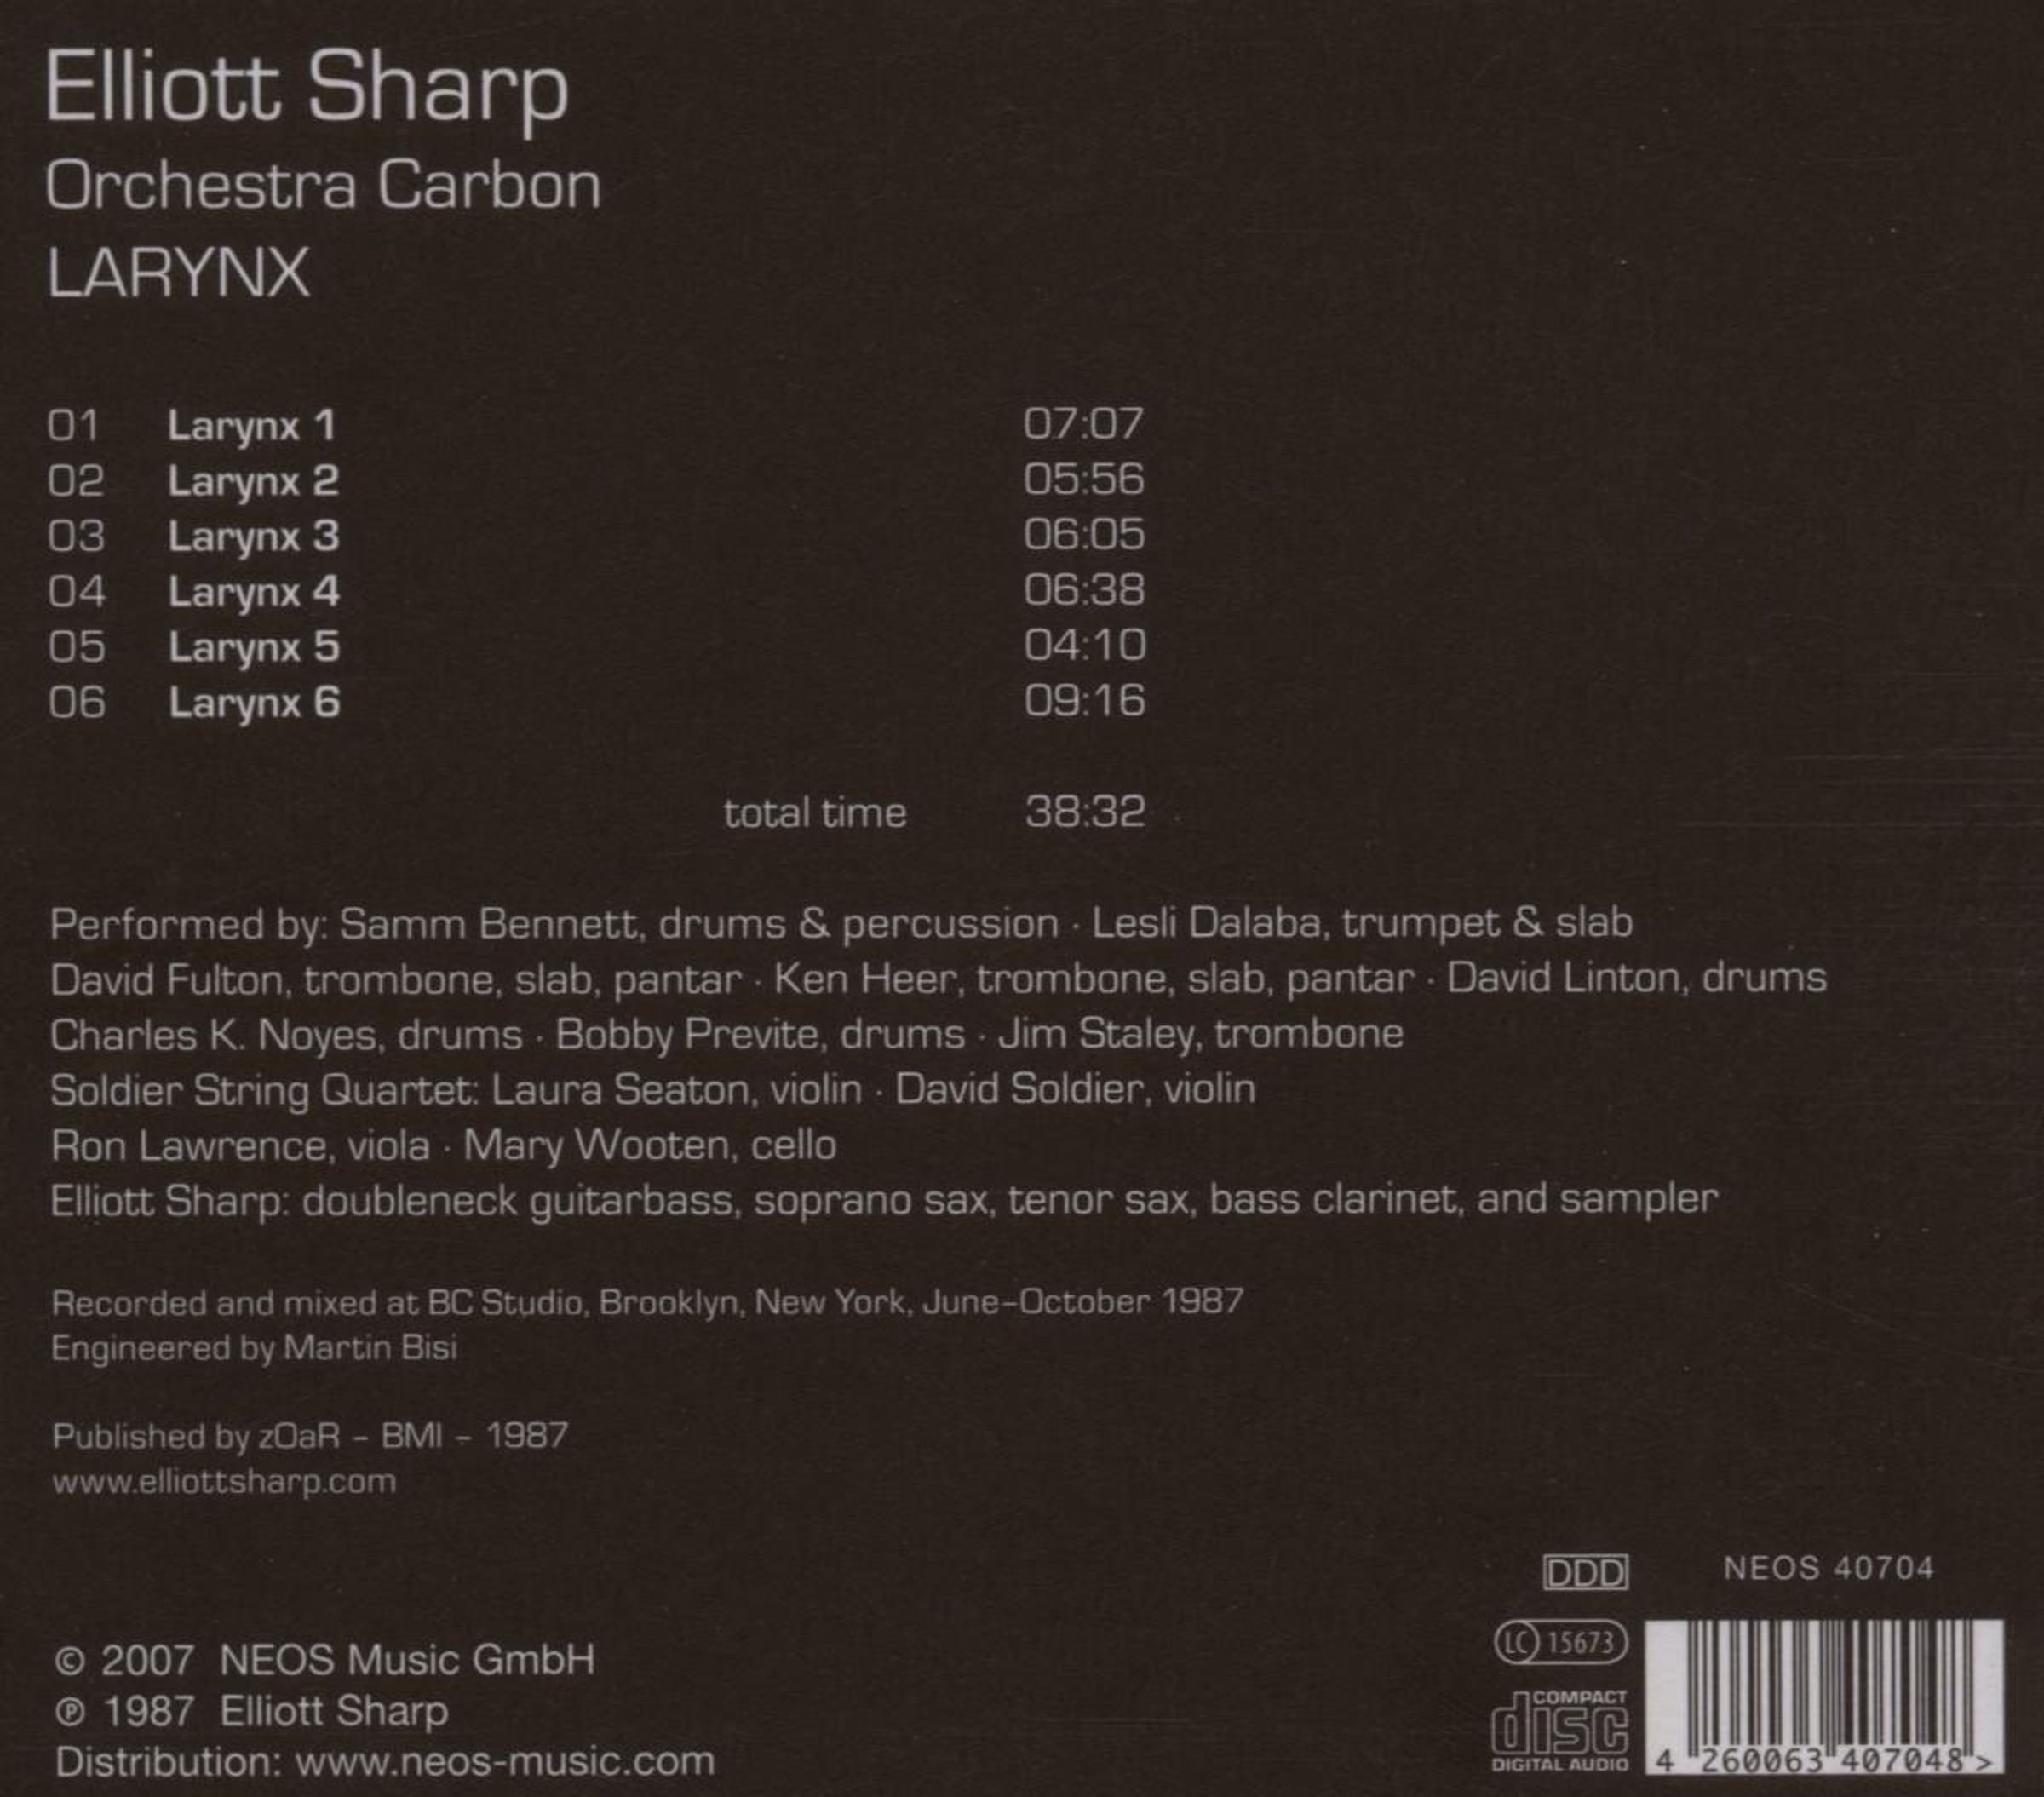 Elliott Sharp
Orchestra Carbon
LARYNX
01 Larynx 1 07:07
02 Larynx 2 05:56
03 Larynx 3 06:05
04 Larynx 4 06:38
05 Larynx 5 04:10
06 Larynx 6 09:16
total time 38:32
Performed by: Samm Bennett, drums & percussion · Lesli Dalaba, trumpet & slab
David Fulton, trombone, slab, pantar · Ken Heer, trombone, slab, pantar · David Linton, drums
Charles K. Noyes, drums · Bobby Previte, drums · Jim Staley, trombone
Soldier String Quartet: Laura Seaton, violin · David Soldier, violin
Ron Lawrence, viola · Mary Wooten, cello
Elliott Sharp: doubleneck guitarbass, soprano sax, tenor sax, bass clarinet, and sampler
Recorded and mixed at BC Studio, Brooklyn, New York, June–October 1987
Engineered by Martin Bisi
Published by zOaR – BMI – 1987
www.elliottsharp.com
© 2007 NEOS Music GmbH
℗ 1987 Elliott Sharp
Distribution: www.neos-music.com
DDD NEOS 40704
LC 15673
COMPACT
disc
DIGITAL AUDIO
4 260063 407048 >